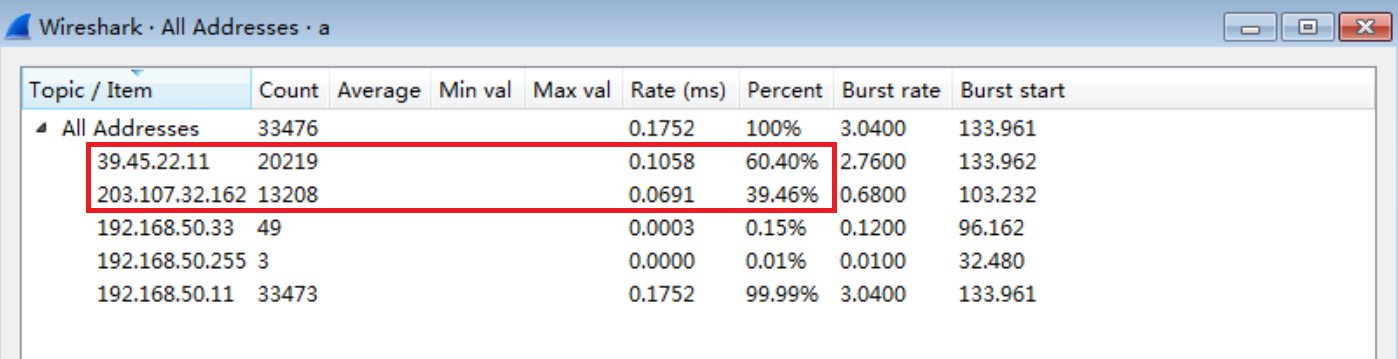 Wireshark · All Addresses · a
Topic / Item Count Average Min val Max val Rate (ms) Percent Burst rate Burst start
All Addresses 33476 0.1752 100% 3.0400 133.961
39.45.22.11 20219 0.1058 60.40% 2.7600 133.962
203.107.32.162 13208 0.0691 39.46% 0.6800 103.232
192.168.50.33 49 0.0003 0.15% 0.1200 96.162
192.168.50.255 3 0.0000 0.01% 0.0100 32.480
192.168.50.11 33473 0.1752 99.99% 3.0400 133.961